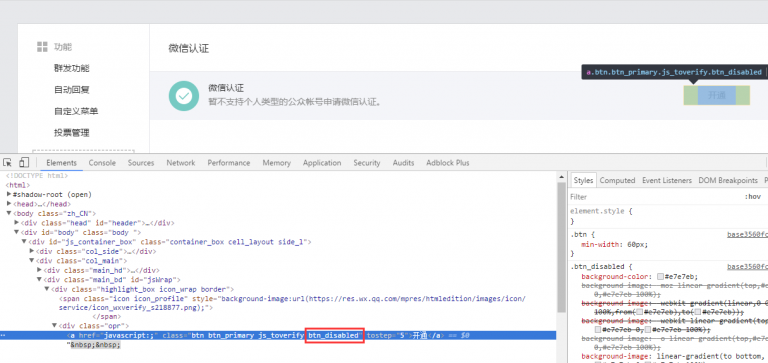 功能
群发功能
自动回复
自定义菜单
投票管理
微信认证
微信认证
暂不支持个人类型的公众帐号申请微信认证。
a.btn.btn_primary.js_toverify.btn_disabled
开通
Elements Console Sources Network Performance Memory Application Security Audits Adblock Plus
<!DOCTYPE html>
<html>
▶#shadow-root (open)
▶<head>…</head>
▼<body class="zh_CN">
▶<div class="head" id="header">…</div>
▼<div id="body" class="body ">
▼<div id="js_container_box" class="container_box cell_layout side_l">
▶<div class="col_side">…</div>
▼<div class="col_main">
▶<div class="main_hd">…</div>
▼<div class="main_bd" id="jsWrap">
▼<div class="highlight_box icon_wrap border">
<span class="icon icon_profile" style="background-image:url(https://res.wx.qq.com/mpres/htmledition/images/icon/
service/icon_wxverify_s218877.png);">
</span>
▼<div class="opr">
<a href="javascript:;" class="btn btn_primary js_toverify btn_disabled" tostep="5">开通</a> == $0
"&nbsp;&nbsp;
Styles Computed Event Listeners DOM Breakpoints
Filter :hov
element.style {
}
.btn { base3560fc
min-width: 60px;
}
.btn_disabled { base3560fc
background-color: #e7e7eb;
background-image: -moz-linear-gradient(top,#e
0,#e7e7eb 100%);
background-image: -webkit-gradient(linear,0 0
100%,from(#e7e7eb),to(#e7e7eb));
background-image: -webkit-linear-gradient(top
0,#e7e7eb 100%);
background-image: -o-linear-gradient(top,#e7e
0,#e7e7eb 100%);
background-image: linear-gradient(to bottom,